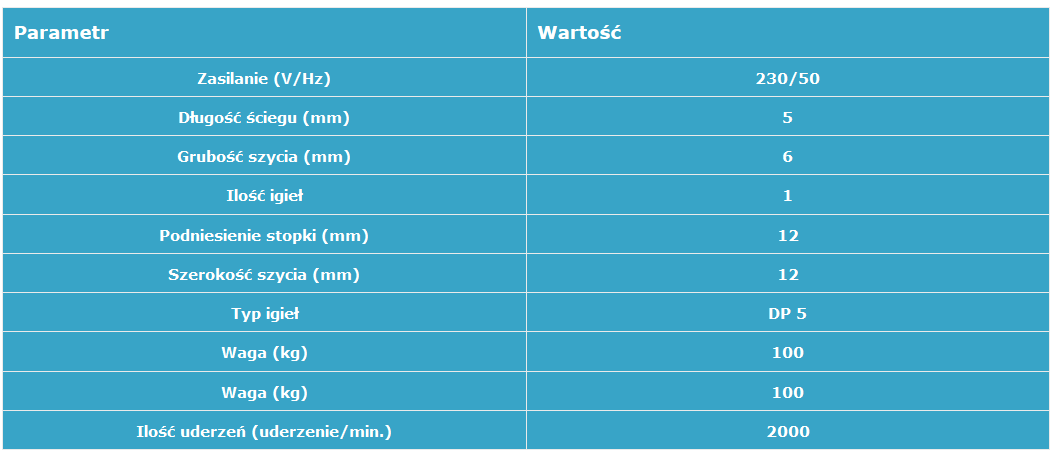 Parametr Wartość
Zasilanie (V/Hz) 230/50
Długość ściegu (mm) 5
Grubość szycia (mm) 6
Ilość igieł 1
Podniesienie stopki (mm) 12
Szerokość szycia (mm) 12
Typ igieł DP 5
Waga (kg) 100
Waga (kg) 100
Ilość uderzeń (uderzenie/min.) 2000